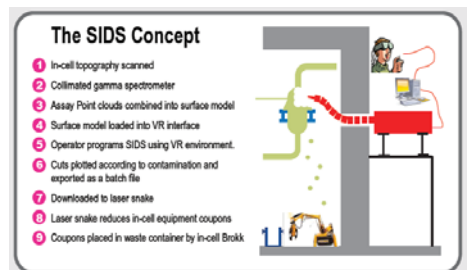 The SIDS Concept
1 In-cell topography scanned
2 Collimated gamma spectrometer
3 Assay Point clouds combined into surface model
4 Surface model loaded into VR interface
5 Operator programs SIDS using VR environment.
6 Cuts plotted according to contamination and
exported as a batch file
7 Downloaded to laser snake
8 Laser snake reduces in-cell equipment coupons
9 Coupons placed in waste container by in-cell Brokk